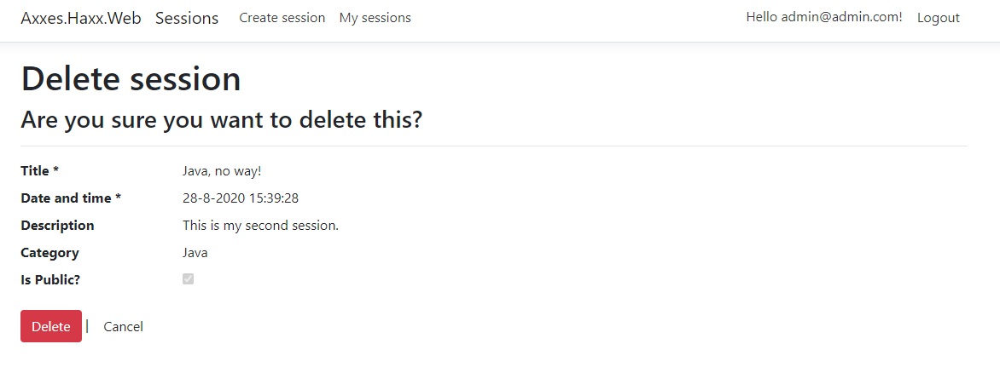 Axxes.Haxx.Web Sessions Create session My sessions Hello admin@admin.com! Logout
Delete session
Are you sure you want to delete this?
Title * Java, no way!
Date and time * 28-8-2020 15:39:28
Description This is my second session.
Category Java
Is Public?
Delete | Cancel